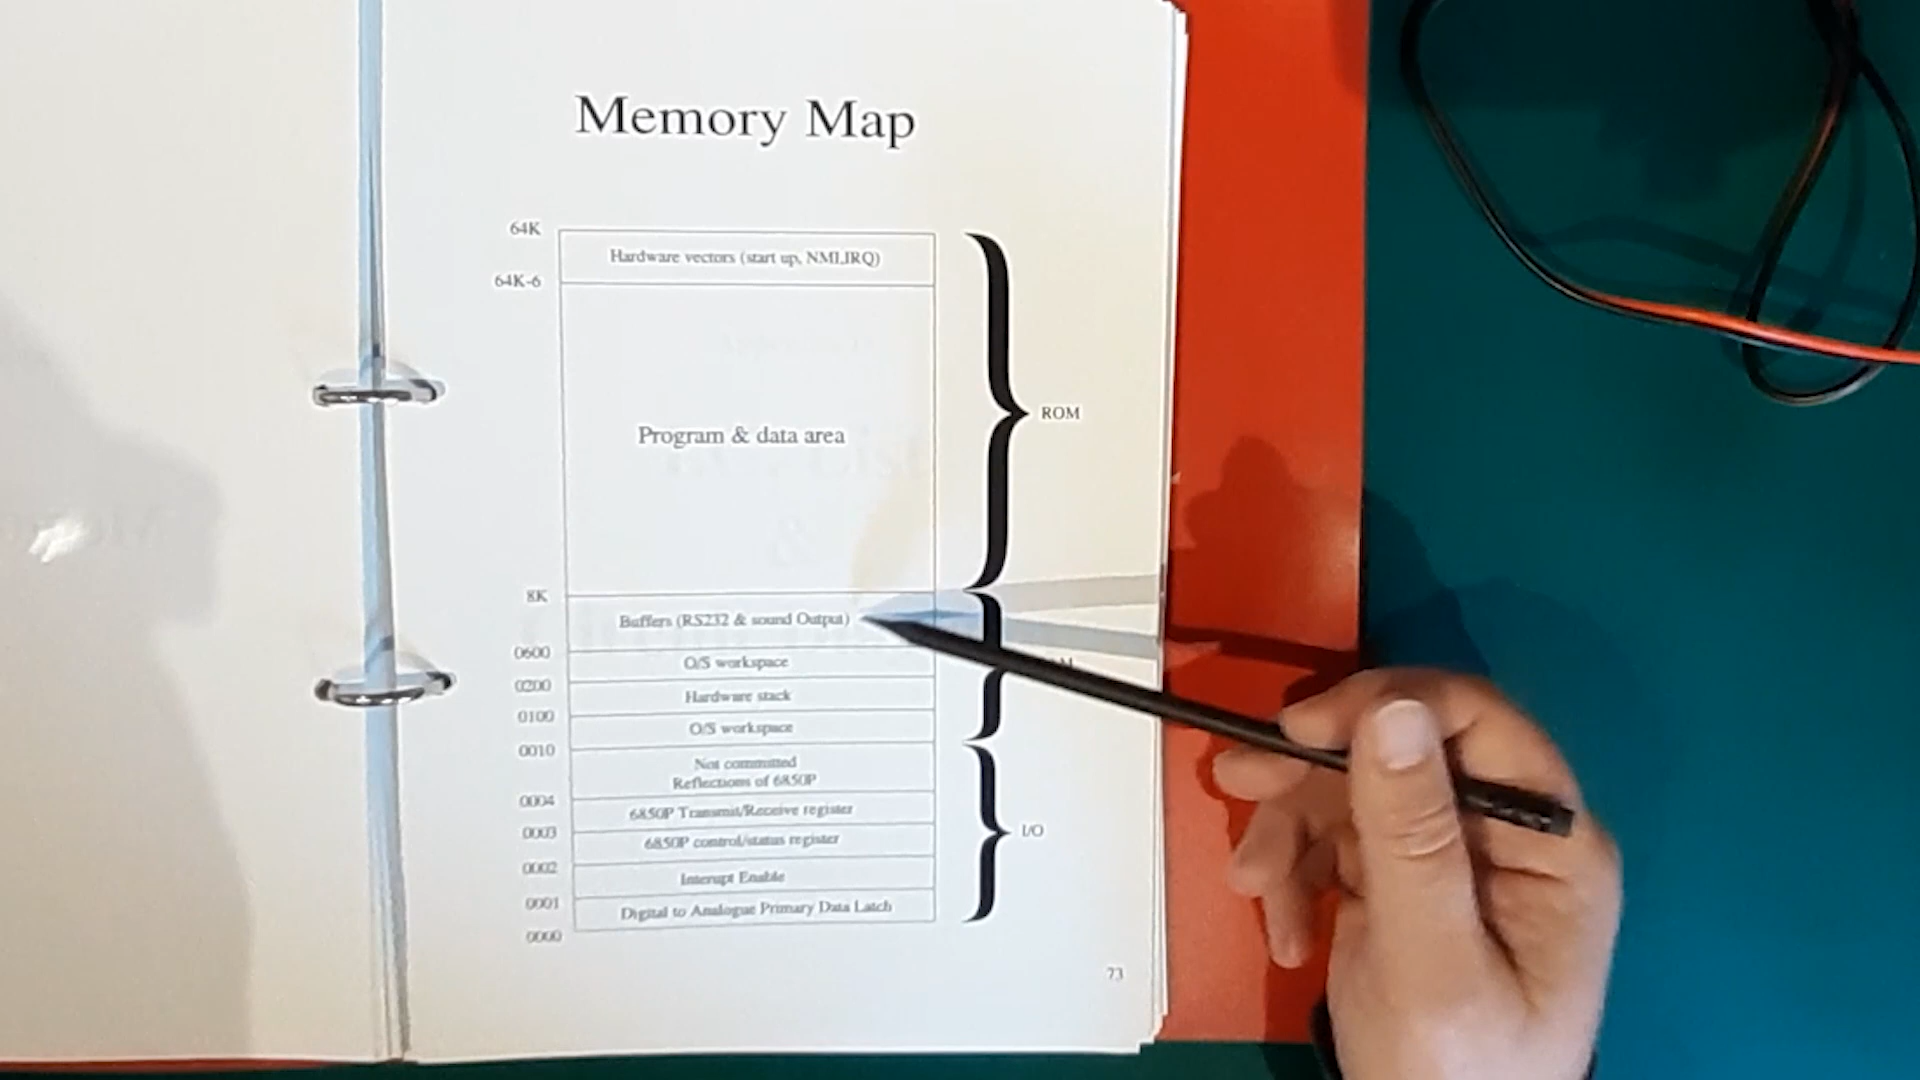 Memory Map
64K
Hardware vectors (start up, NMI,IRQ)
64K-6
Program & data area
ROM
8K
Buffers (RS232 & sound Output)
0600
O/S workspace
0200
Hardware stack
0100
O/S workspace
0010
Not committed
Reflections of 6850P
0004
6850P Transmit/Receive register
0003
6850P control/status register
I/O
0002
Interupt Enable
0001
Digital to Analogue Primary Data Latch
0000
73